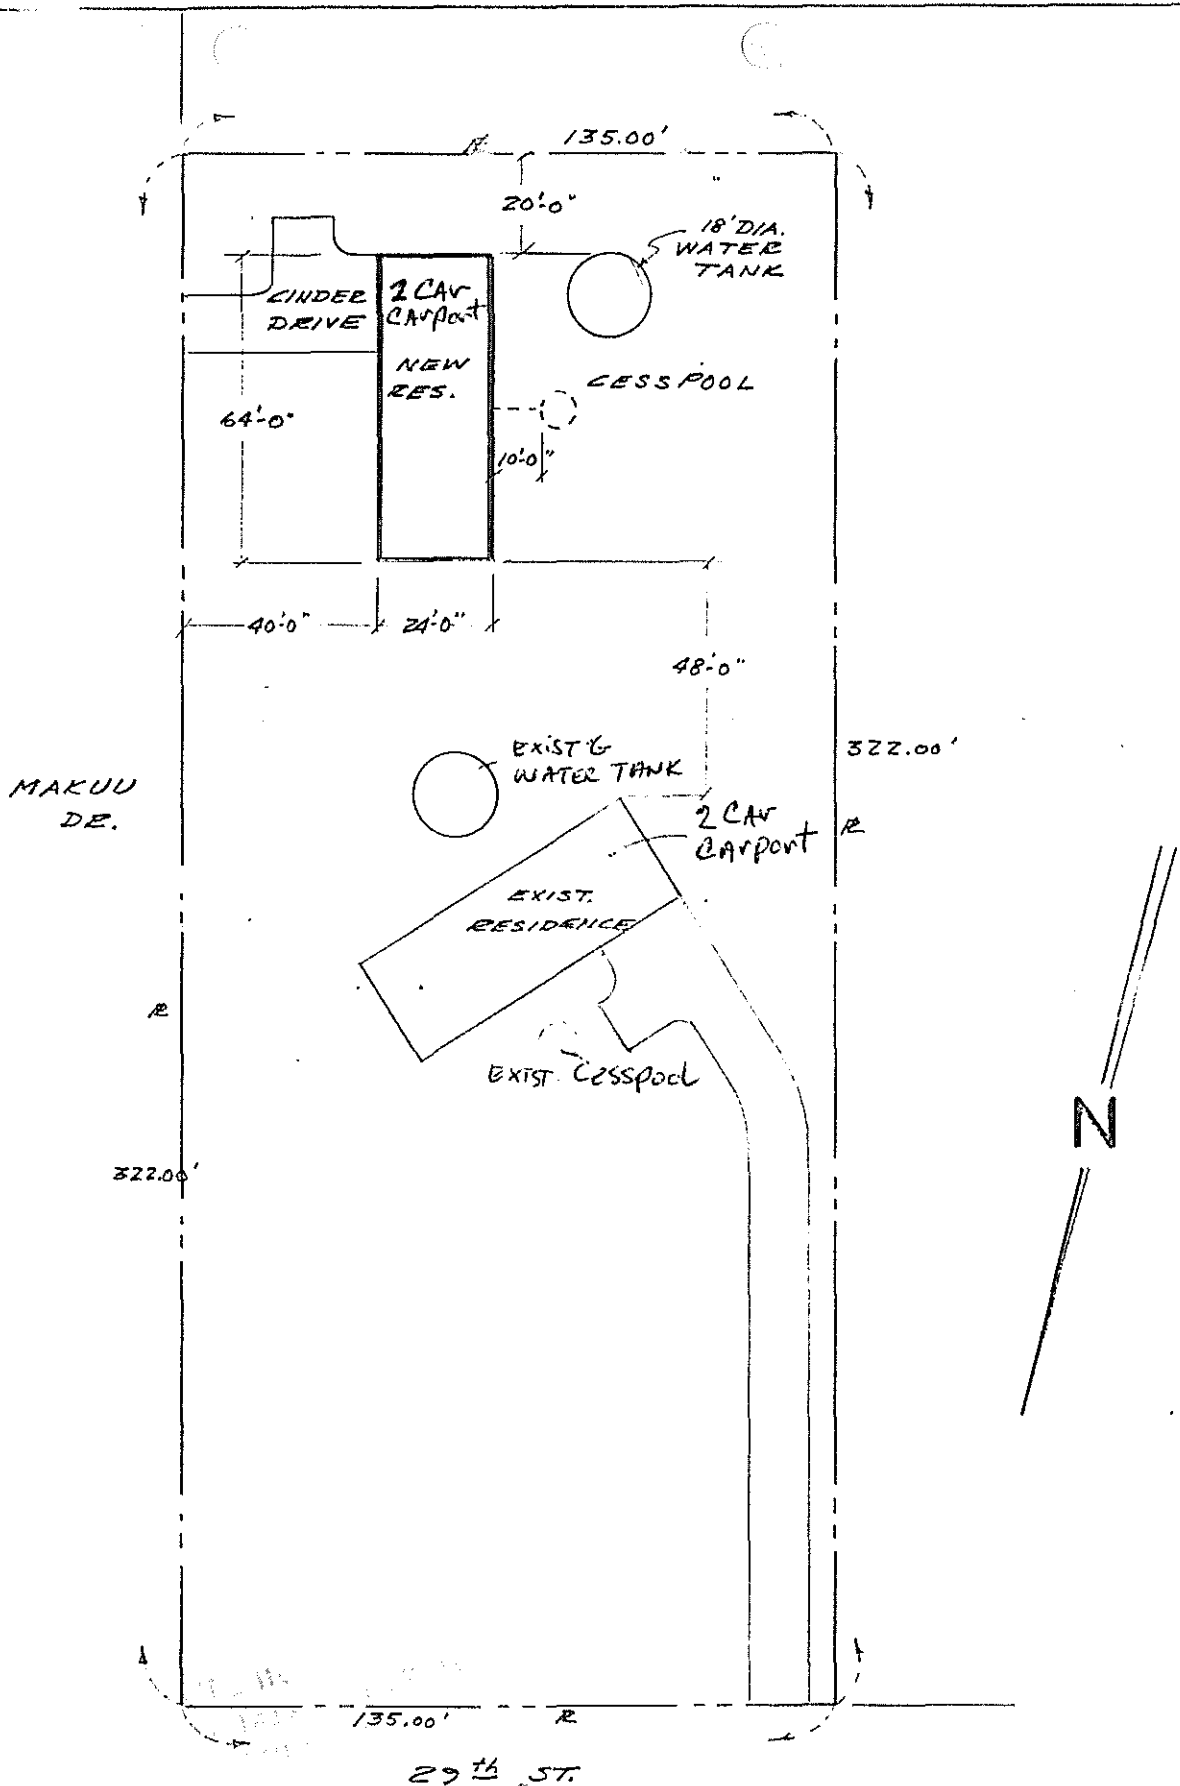 135.00'
20'-0"
18' DIA.
WATER
TANK
CINDER
DRIVE
2 CAr
CArport
NEW
RES.
CESSPOOL
64'-0"
10'-0"
40'-0"
24'-0"
48'-0"
EXIST'G
WATER TANK
322.00'
MAKUU
DR.
2 CAr
CArport
EXIST.
RESIDENCE
EXIST. Cesspool
N
322.00'
135.00'
29th ST.